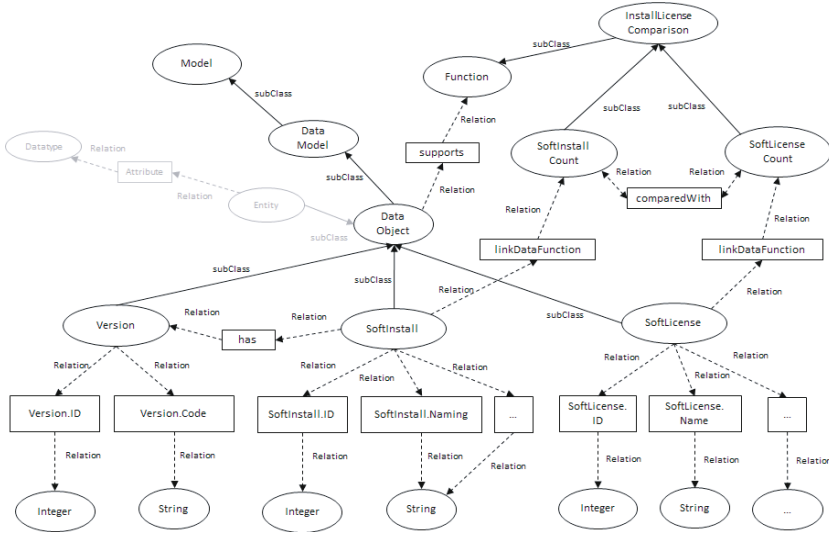 InstallLicense
Comparison
subClass
Model
Function
subClass
subClass
subClass
Relation
Data
Model
Datatype
Relation
supports
SoftInstall
Count
SoftLicense
Count
Attribute
Relation
Relation
subClass
Relation
Relation
comparedWith
Entity
Data
Object
Relation
Relation
subClass
linkDataFunction
linkDataFunction
subClass
subClass
Relation
Relation
Relation
Relation
Version
has
SoftInstall
subClass
SoftLicense
Relation
Relation
Relation
Relation
Relation
Relation
Relation
Relation
Version.ID
Version.Code
SoftInstall.ID
SoftInstall.Naming
...
SoftLicense.
ID
SoftLicense.
Name
...
Relation
Relation
Relation
Relation
Relation
Relation
Relation
Relation
Integer
String
Integer
String
Integer
String
...